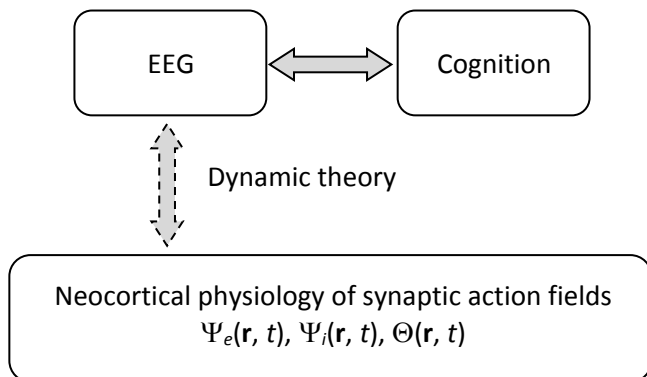 EEG
Cognition
Dynamic theory
Neocortical physiology of synaptic action fields
Ψe(r, t), Ψi(r, t), Θ(r, t)